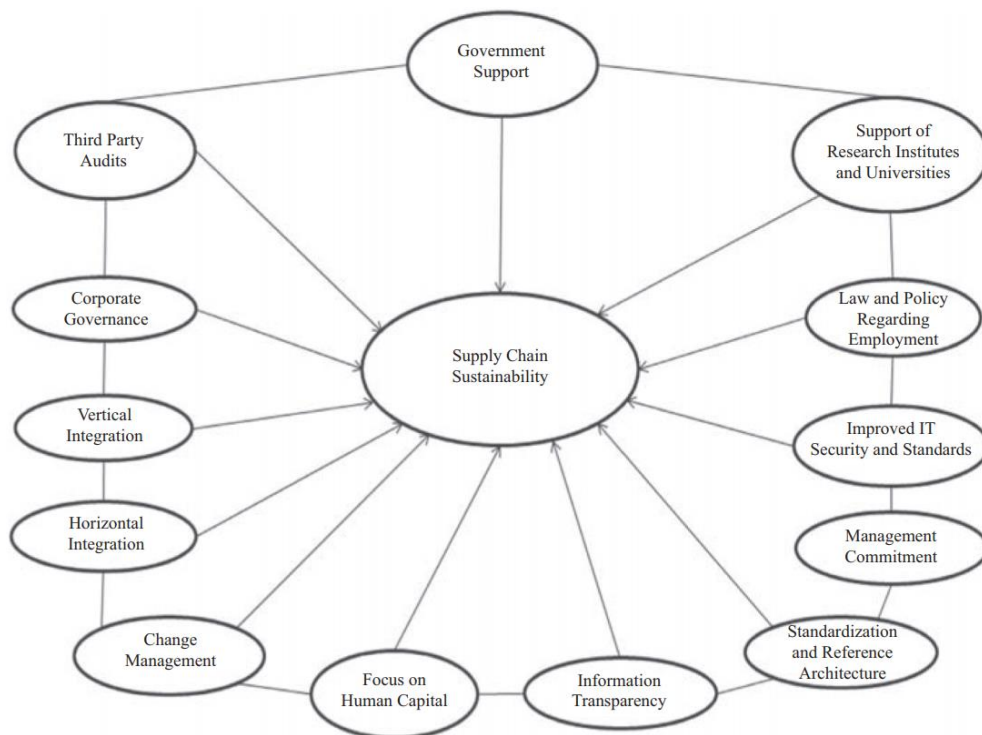 Government
Support
Third Party
Audits
Support of
Research Institutes
and Universities
Corporate
Governance
Law and Policy
Regarding
Employment
Supply Chain
Sustainability
Vertical
Integration
Improved IT
Security and Standards
Horizontal
Integration
Management
Commitment
Change
Management
Standardization
and Reference
Architecture
Focus on
Human Capital
Information
Transparency